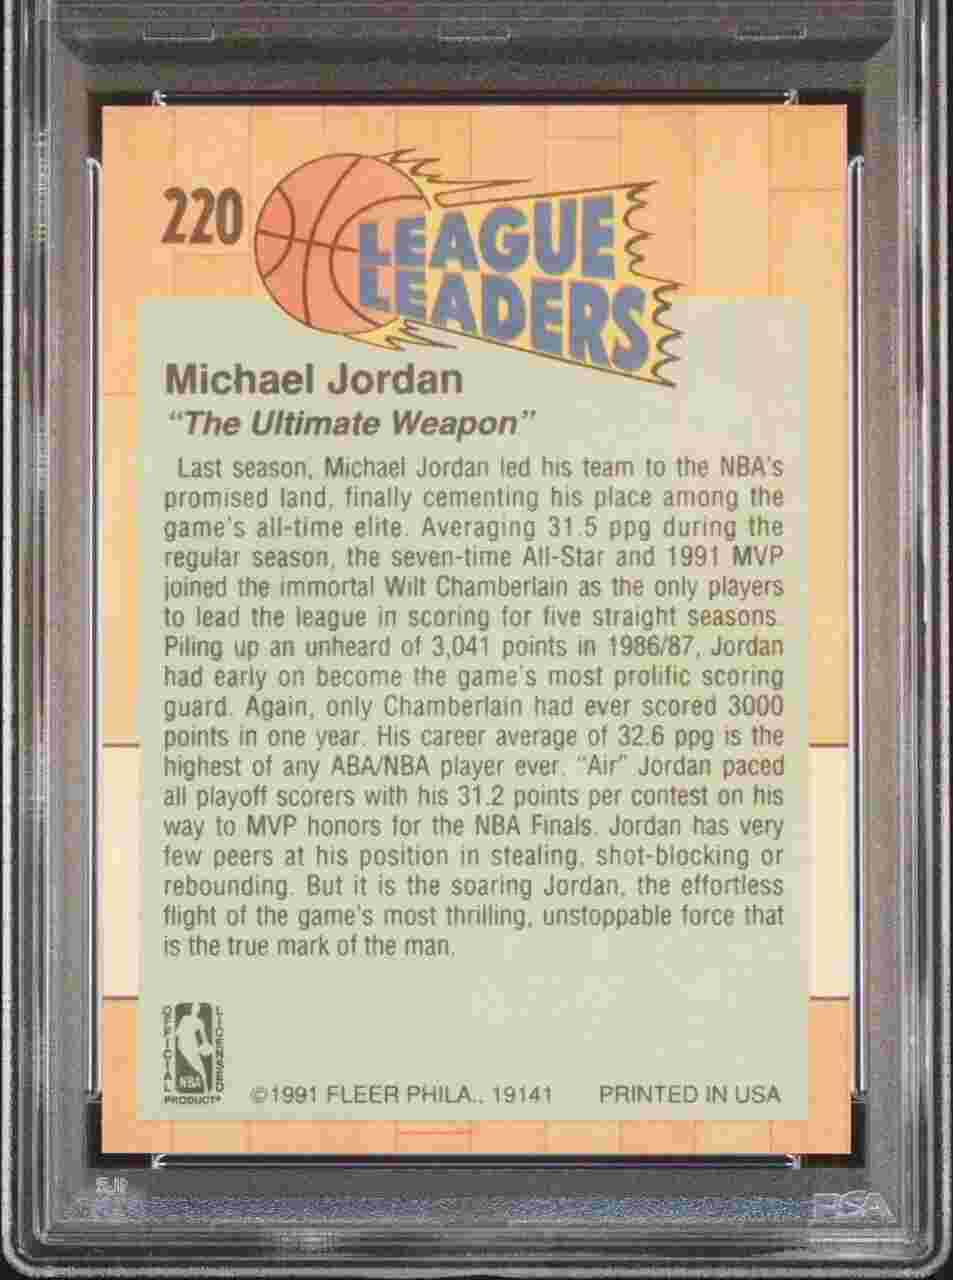 220
LEAGUE
LEADERS
Michael Jordan
"The Ultimate Weapon"
Last season, Michael Jordan led his team to the NBA's
promised land, finally cementing his place among the
game's all-time elite. Averaging 31.5 ppg during the
regular season, the seven-time All-Star and 1991 MVP
joined the immortal Wilt Chamberlain as the only players
to lead the league in scoring for five straight seasons.
Piling up an unheard of 3,041 points in 1986/87, Jordan
had early on become the game's most prolific scoring
guard. Again, only Chamberlain had ever scored 3000
points in one year. His career average of 32.6 ppg is the
highest of any ABA/NBA player ever. "Air" Jordan paced
all playoff scorers with his 31.2 points per contest on his
way to MVP honors for the NBA Finals. Jordan has very
few peers at his position in stealing, shot-blocking or
rebounding. But it is the soaring Jordan, the effortless
flight of the game's most thrilling, unstoppable force that
is the true mark of the man.
OFFICIAL
LICENSED
NBA
PRODUCT®
©1991 FLEER PHILA., 19141 PRINTED IN USA
PSA